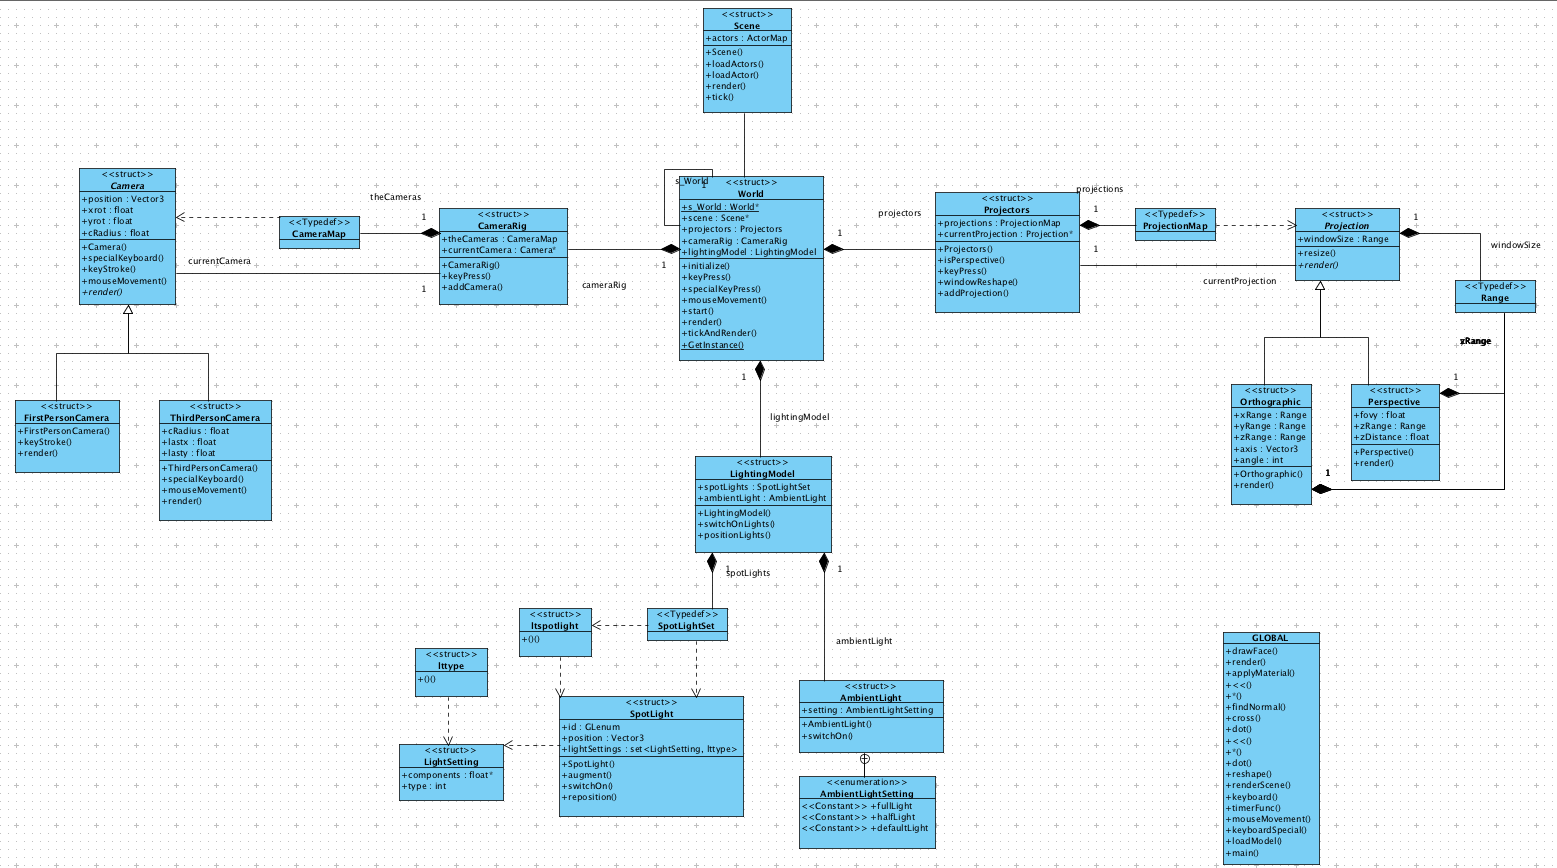 <<struct>>
Scene
+actors : ActorMap
+Scene()
+loadActors()
+loadActor()
+render()
+tick()
<<struct>>
Camera
+position : Vector3
+xrot : float
+yrot : float
+cRadius : float
+Camera()
+specialKeyboard()
+keyStroke()
+mouseMovement()
+render()
theCameras
1
<<Typedef>>
CameraMap
currentCamera
1
<<struct>>
CameraRig
+theCameras : CameraMap
+currentCamera : Camera*
+CameraRig()
+keyPress()
+addCamera()
1
cameraRig
s_World
1
<<struct>>
World
+s_World : World*
+scene : Scene*
+projectors : Projectors
+cameraRig : CameraRig
+lightingModel : LightingModel
+initialize()
+keyPress()
+specialKeyPress()
+mouseMovement()
+start()
+render()
+tickAndRender()
+GetInstance()
projectors
1
<<struct>>
Projectors
+projections : ProjectionMap
+currentProjection : Projection*
+Projectors()
+isPerspective()
+keyPress()
+windowReshape()
+addProjection()
projections
1
1
<<Typedef>>
ProjectionMap
currentProjection
<<struct>>
Projection
+windowSize : Range
+resize()
+render()
1
windowSize
<<Typedef>>
Range
<<struct>>
FirstPersonCamera
+FirstPersonCamera()
+keyStroke()
+render()
<<struct>>
ThirdPersonCamera
+cRadius : float
+lastx : float
+lasty : float
+ThirdPersonCamera()
+specialKeyboard()
+mouseMovement()
+render()
1
lightingModel
<<struct>>
Orthographic
+xRange : Range
+yRange : Range
+zRange : Range
+axis : Vector3
+angle : int
+Orthographic()
+render()
1
<<struct>>
Perspective
+fovy : float
+zRange : Range
+zDistance : float
+Perspective()
+render()
1
<<struct>>
LightingModel
+spotLights : SpotLightSet
+ambientLight : AmbientLight
+LightingModel()
+switchOnLights()
+positionLights()
1
spotLights
1
ambientLight
<<struct>>
ltspotlight
+()()
<<Typedef>>
SpotLightSet
<<struct>>
lttype
+()()
<<struct>>
SpotLight
+id : GLenum
+position : Vector3
+lightSettings : set<LightSetting, lttype>
+SpotLight()
+augment()
+switchOn()
+reposition()
<<struct>>
LightSetting
+components : float*
+type : int
<<struct>>
AmbientLight
+setting : AmbientLightSetting
+AmbientLight()
+switchOn()
<<enumeration>>
AmbientLightSetting
<<Constant>> +fullLight
<<Constant>> +halfLight
<<Constant>> +defaultLight
GLOBAL
+drawFace()
+render()
+applyMaterial()
+<<()
+*()
+findNormal()
+cross()
+dot()
+<<()
+*()
+dot()
+reshape()
+renderScene()
+keyboard()
+timerFunc()
+mouseMovement()
+keyboardSpecial()
+loadModel()
+main()